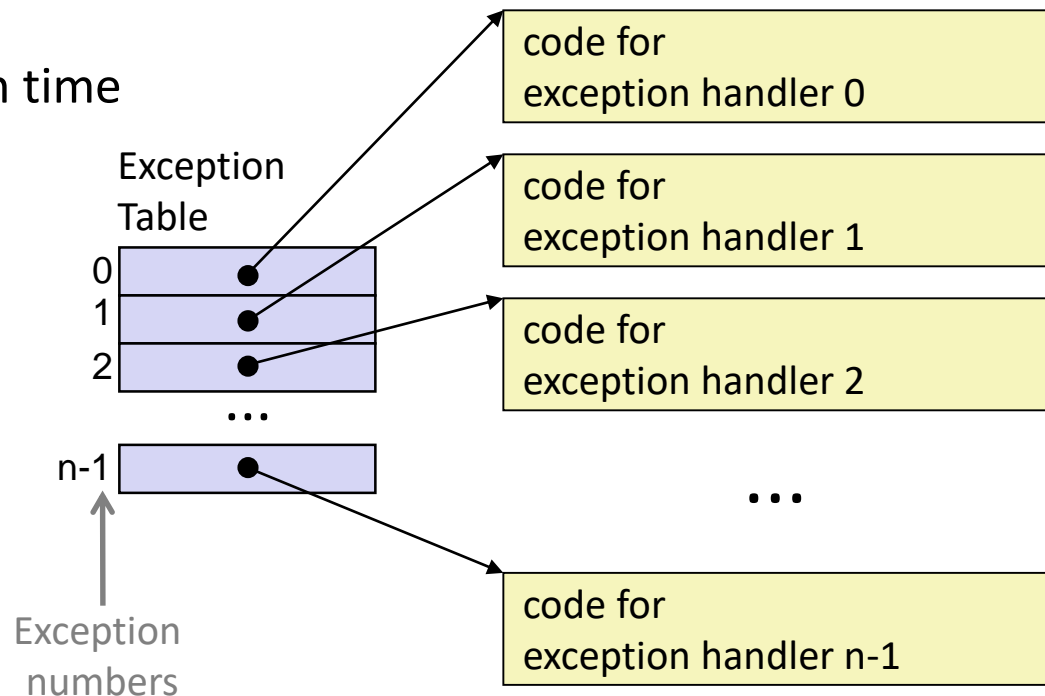 code for
exception handler 0
time
Exception
Table
code for
exception handler 1
0
1
2
...
n-1
code for
exception handler 2
...
Exception
numbers
code for
exception handler n-1